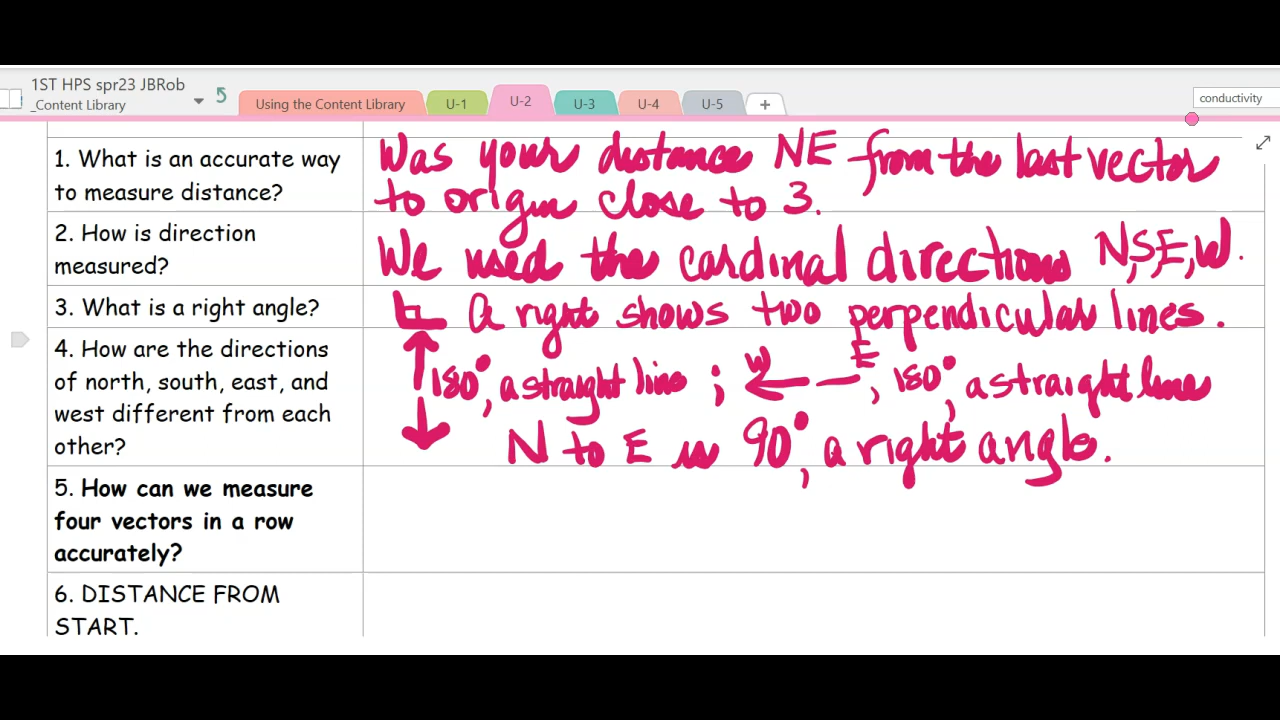 1ST HPS spr23 JBRob
_Content Library
Using the Content Library
U-1
U-2
U-3
U-4
U-5
+
conductivity
1. What is an accurate way
to measure distance?
Was your distance NE from the last vector
to origin close to 3.
2. How is direction
measured?
We used the cardinal directions N,S,E,W.
3. What is a right angle?
A right shows two perpendicular lines.
4. How are the directions
of north, south, east, and
west different from each
other?
180°, a straight line ; W E, 180°, a straight line
N to E is 90°, a right angle.
5. How can we measure
four vectors in a row
accurately?
6. DISTANCE FROM
START.